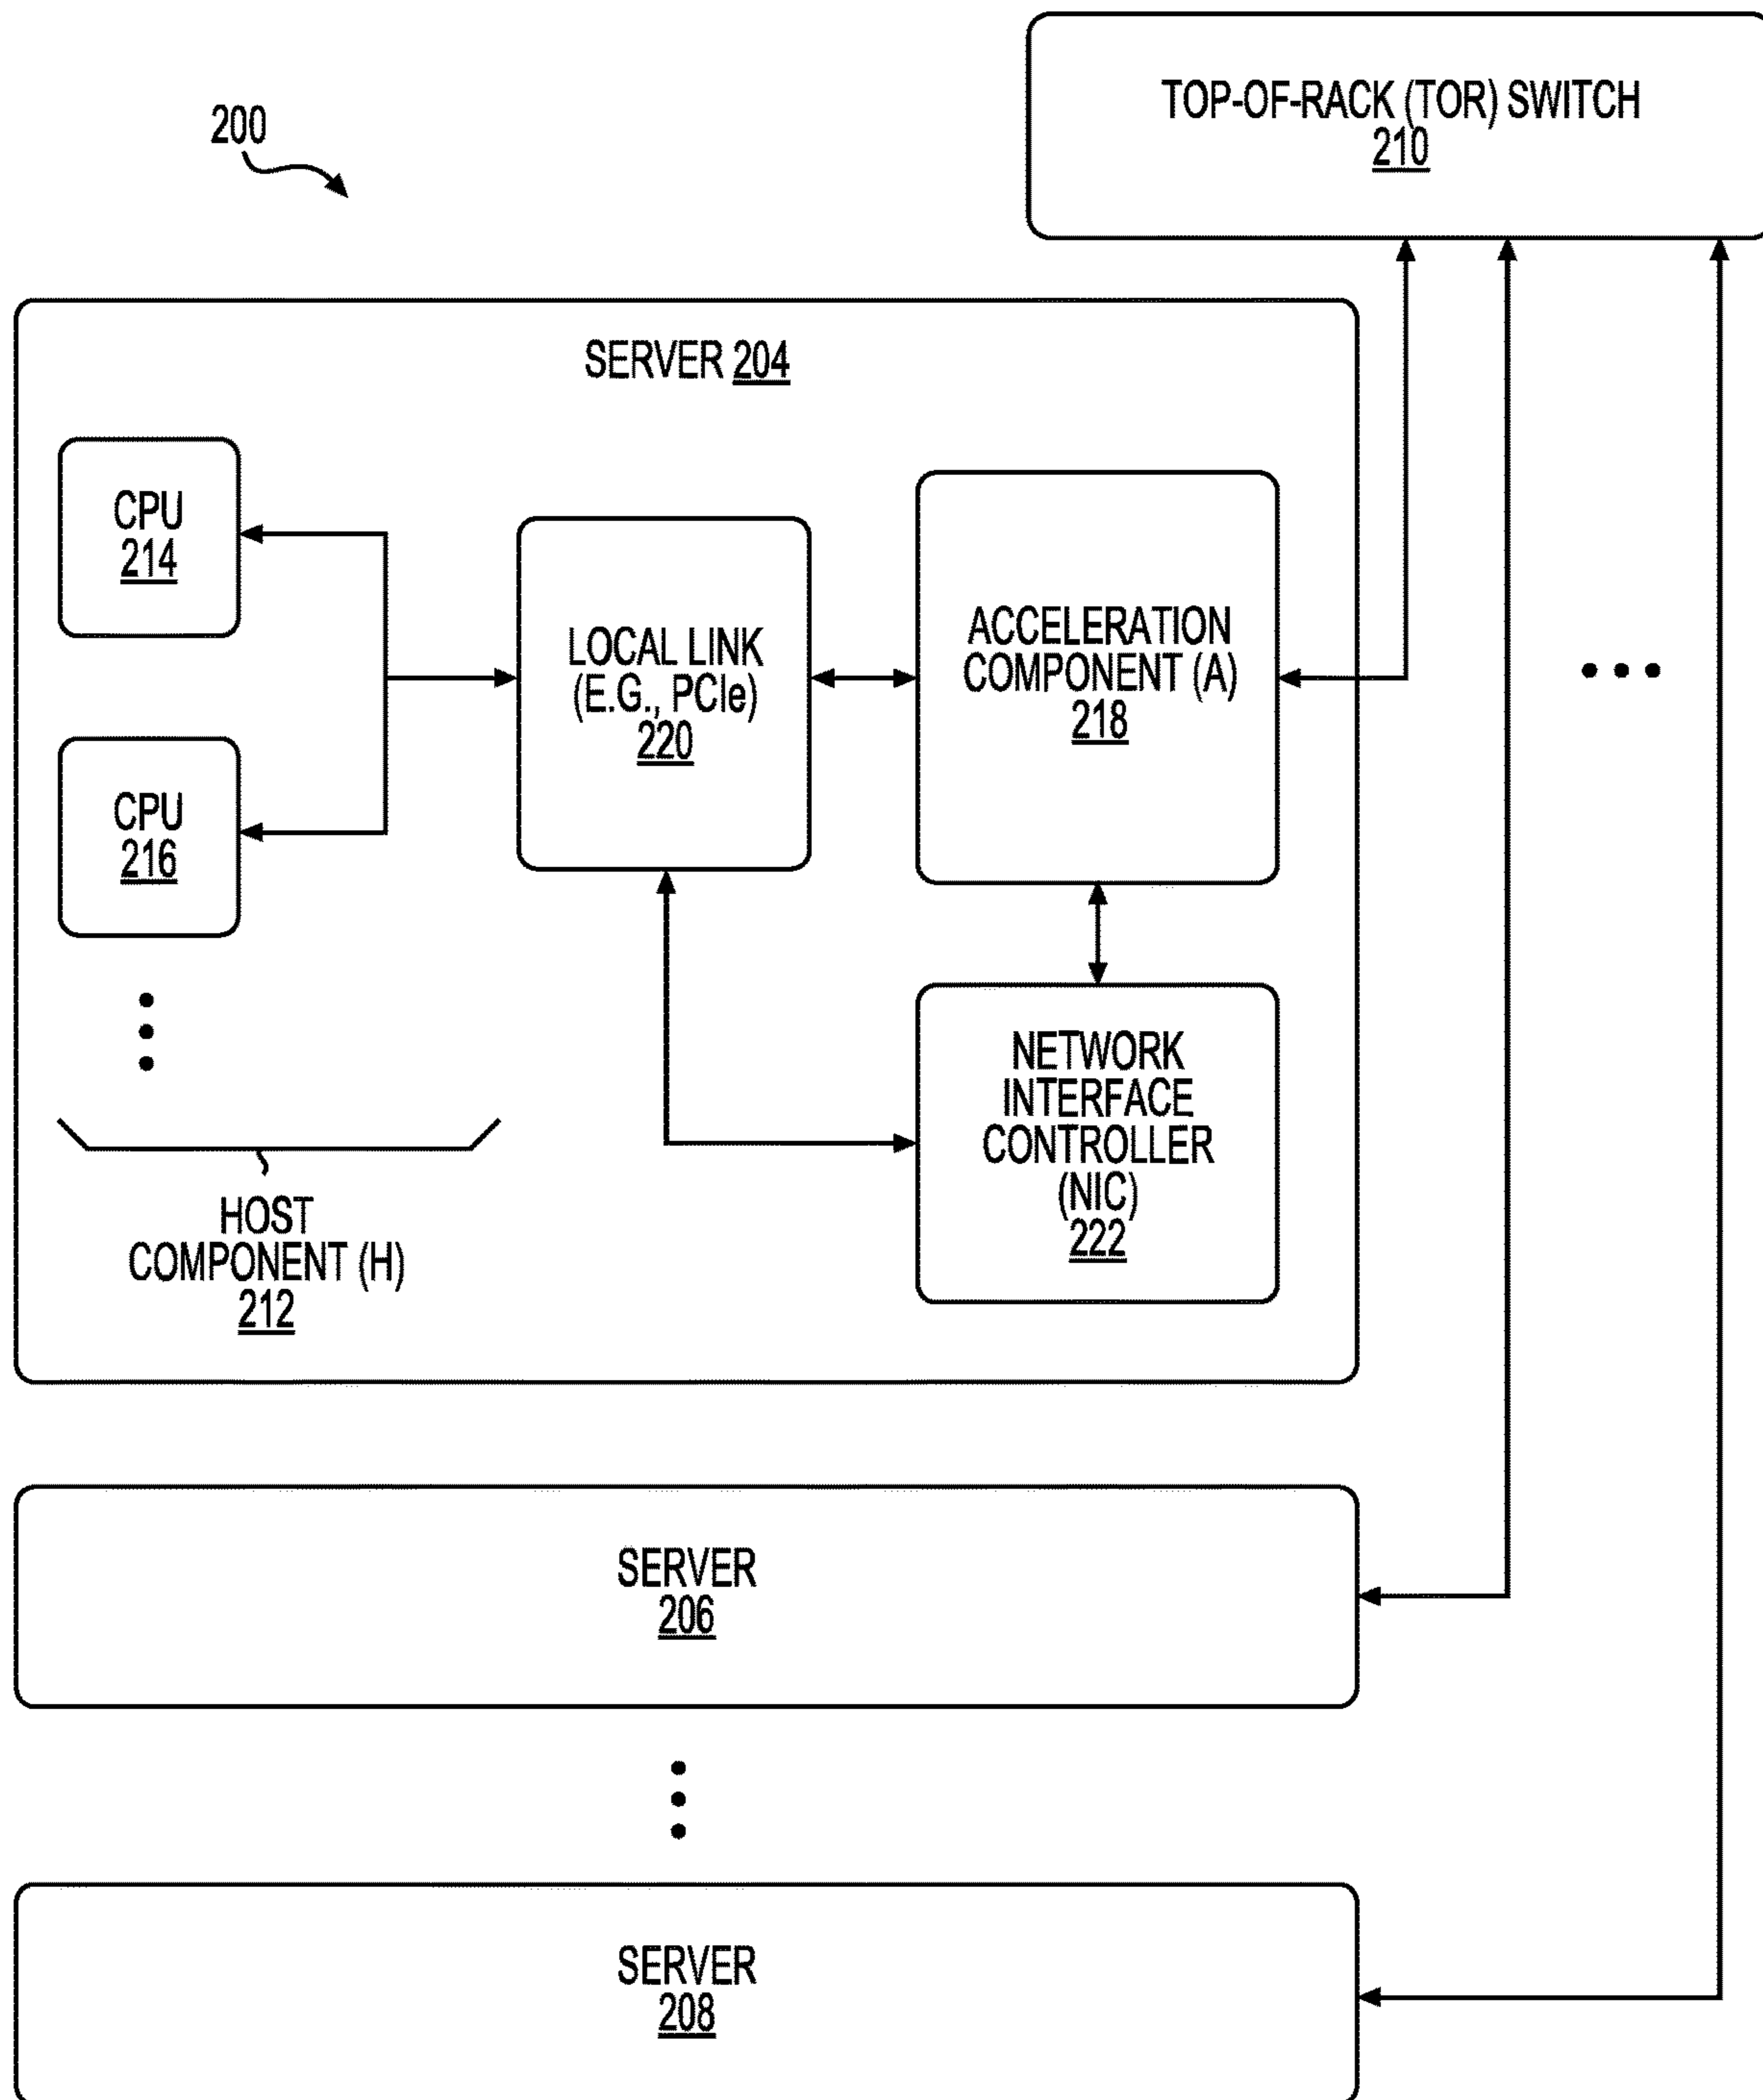 200
TOP-OF-RACK (TOR) SWITCH
210
SERVER 204
CPU
214
CPU
216
LOCAL LINK
(E.G., PCIe)
220
ACCELERATION
COMPONENT (A)
218
NETWORK
INTERFACE
CONTROLLER
(NIC)
222
HOST
COMPONENT (H)
212
SERVER
206
SERVER
208